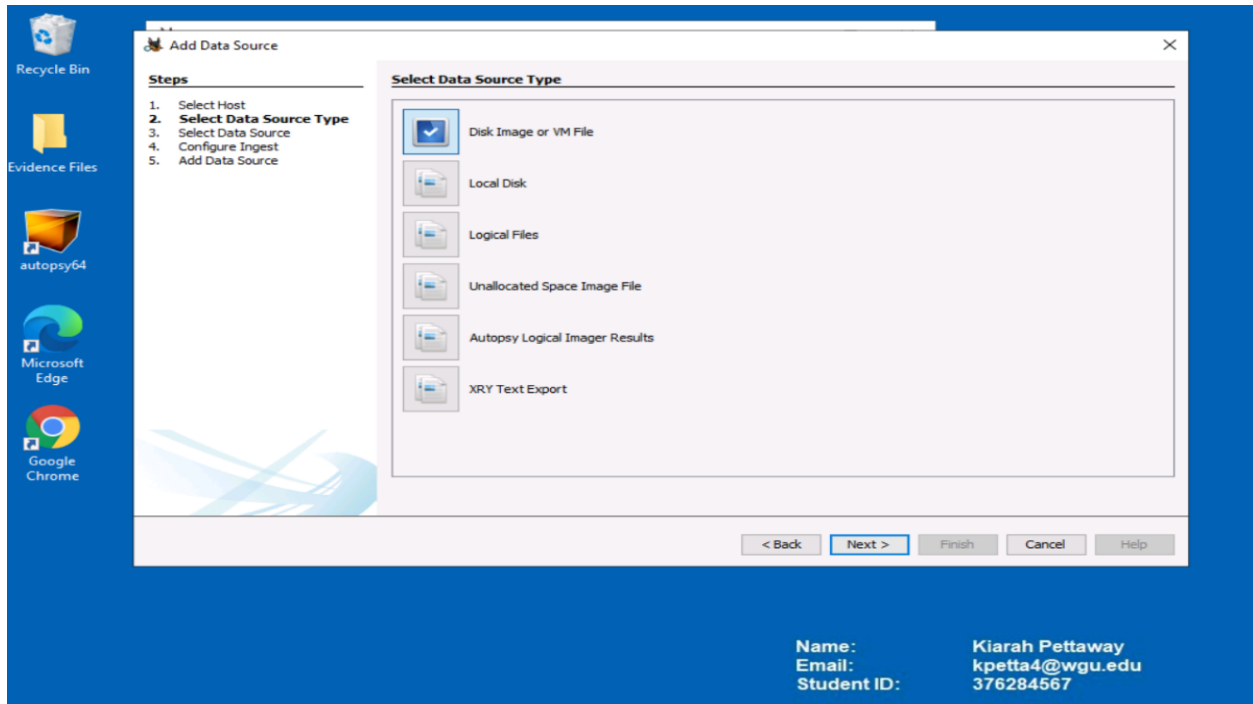 Recycle Bin
Evidence Files
autopsy64
Microsoft
Edge
Google
Chrome
Add Data Source
Steps
1. Select Host
2. Select Data Source Type
3. Select Data Source
4. Configure Ingest
5. Add Data Source
Select Data Source Type
Disk Image or VM File
Local Disk
Logical Files
Unallocated Space Image File
Autopsy Logical Imager Results
XRY Text Export
< Back Next > Finish Cancel Help
Name: Kiarah Pettaway
Email: kpetta4@wgu.edu
Student ID: 376284567